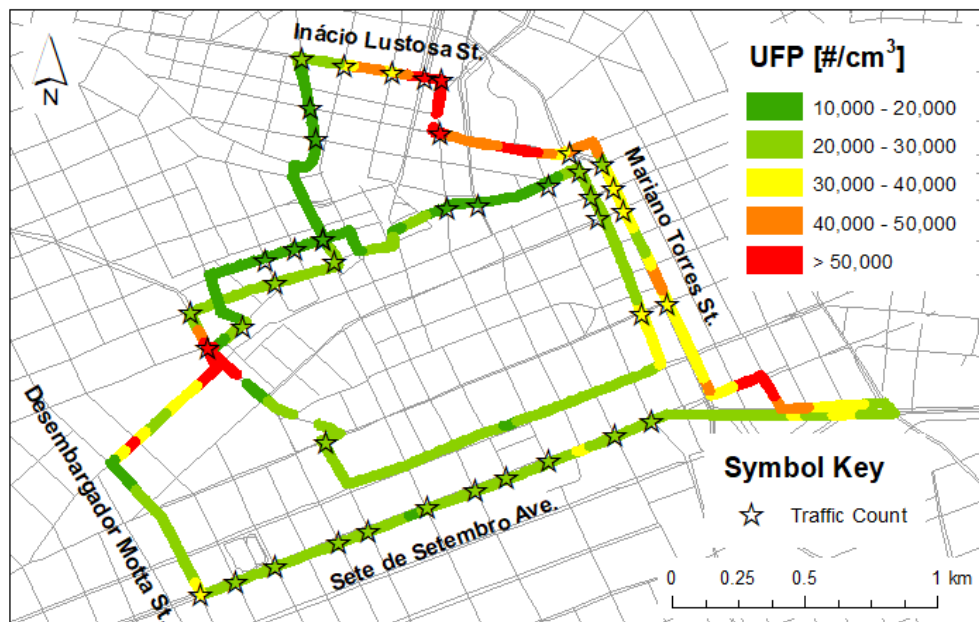 Inácio Lustosa St.
N
UFP [#/cm³]
10,000 - 20,000
20,000 - 30,000
30,000 - 40,000
40,000 - 50,000
> 50,000
Mariano Torres St.
Desembargador Motta St.
Sete de Setembro Ave.
Symbol Key
Traffic Count
0 0.25 0.5 1 km